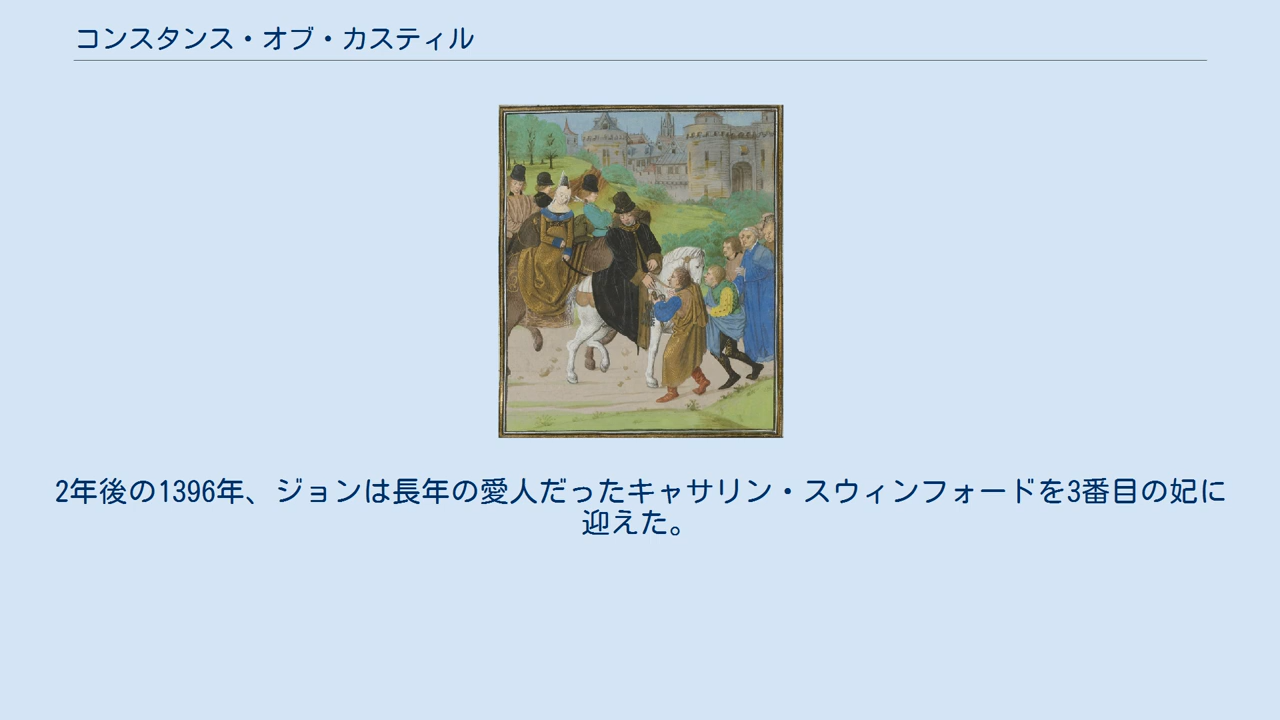 コンスタンス・オブ・カスティル
2年後の1396年、ジョンは長年の愛人だったキャサリン・スウィンフォードを3番目の妃に
迎えた。